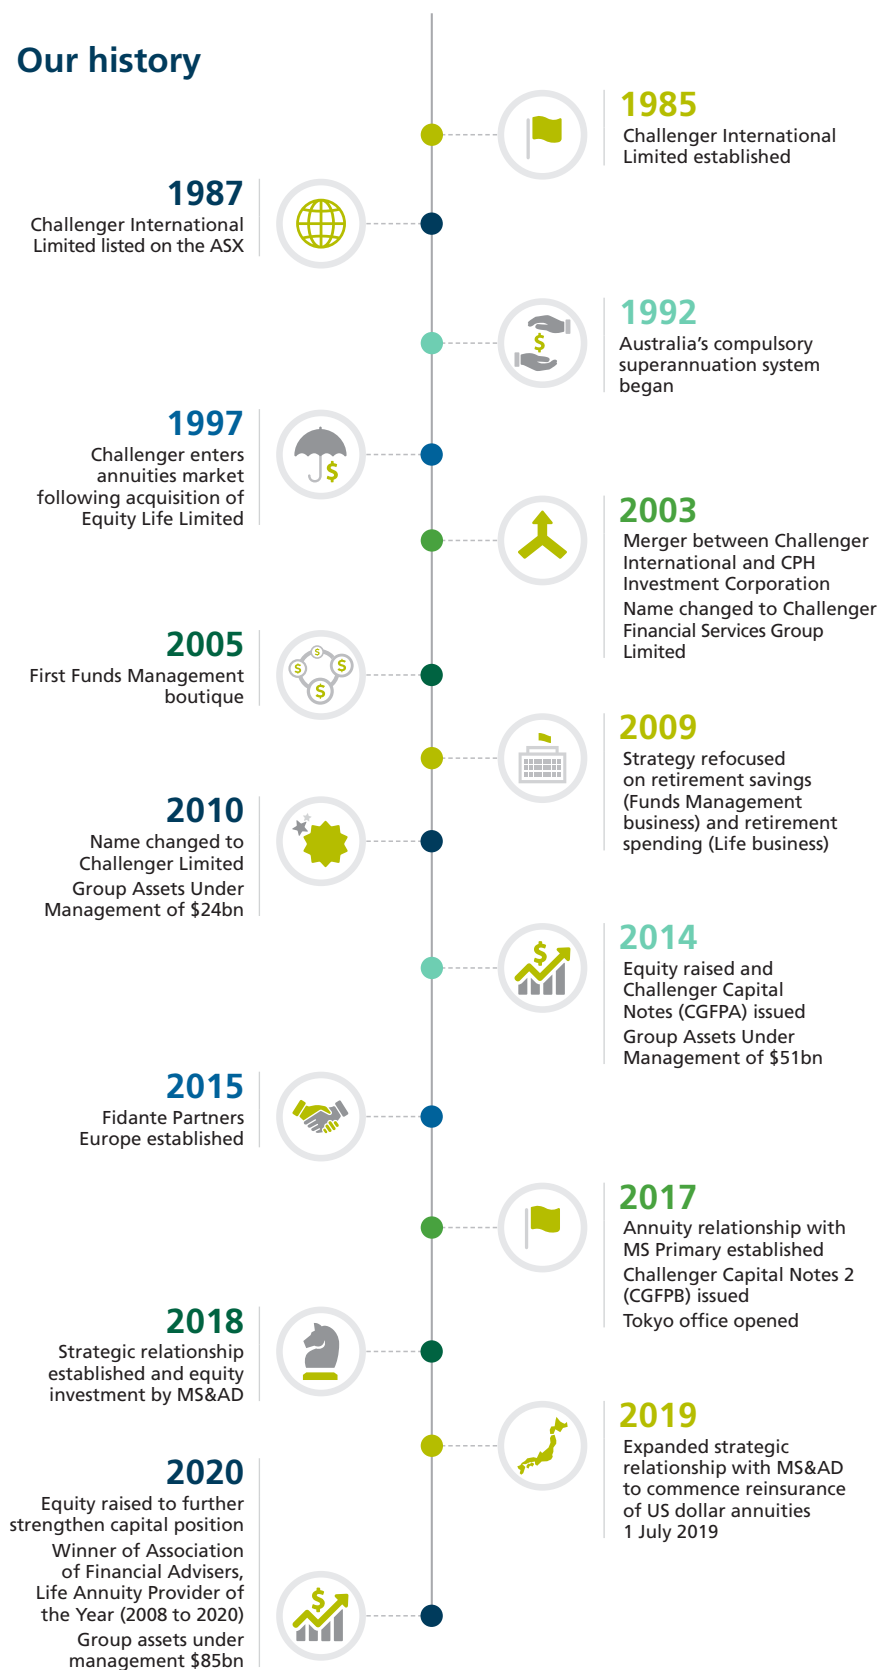 Our history
1985
Challenger International
Limited established
1987
Challenger International
Limited listed on the ASX
1992
Australia's compulsory
superannuation system
began
1997
Challenger enters
annuities market
following acquisition of
Equity Life Limited
2003
Merger between Challenger
International and CPH
Investment Corporation
Name changed to Challenger
Financial Services Group
Limited
2005
First Funds Management
boutique
2009
Strategy refocused
on retirement savings
(Funds Management
business) and retirement
spending (Life business)
2010
Name changed to
Challenger Limited
Group Assets Under
Management of $24bn
2014
Equity raised and
Challenger Capital
Notes (CGFPA) issued
Group Assets Under
Management of $51bn
2015
Fidante Partners
Europe established
2017
Annuity relationship with
MS Primary established
Challenger Capital Notes 2
(CGFPB) issued
Tokyo office opened
2018
Strategic relationship
established and equity
investment by MS&AD
2019
Expanded strategic
relationship with MS&AD
to commence reinsurance
of US dollar annuities
1 July 2019
2020
Equity raised to further
strengthen capital position
Winner of Association
of Financial Advisers,
Life Annuity Provider of
the Year (2008 to 2020)
Group assets under
management $85bn